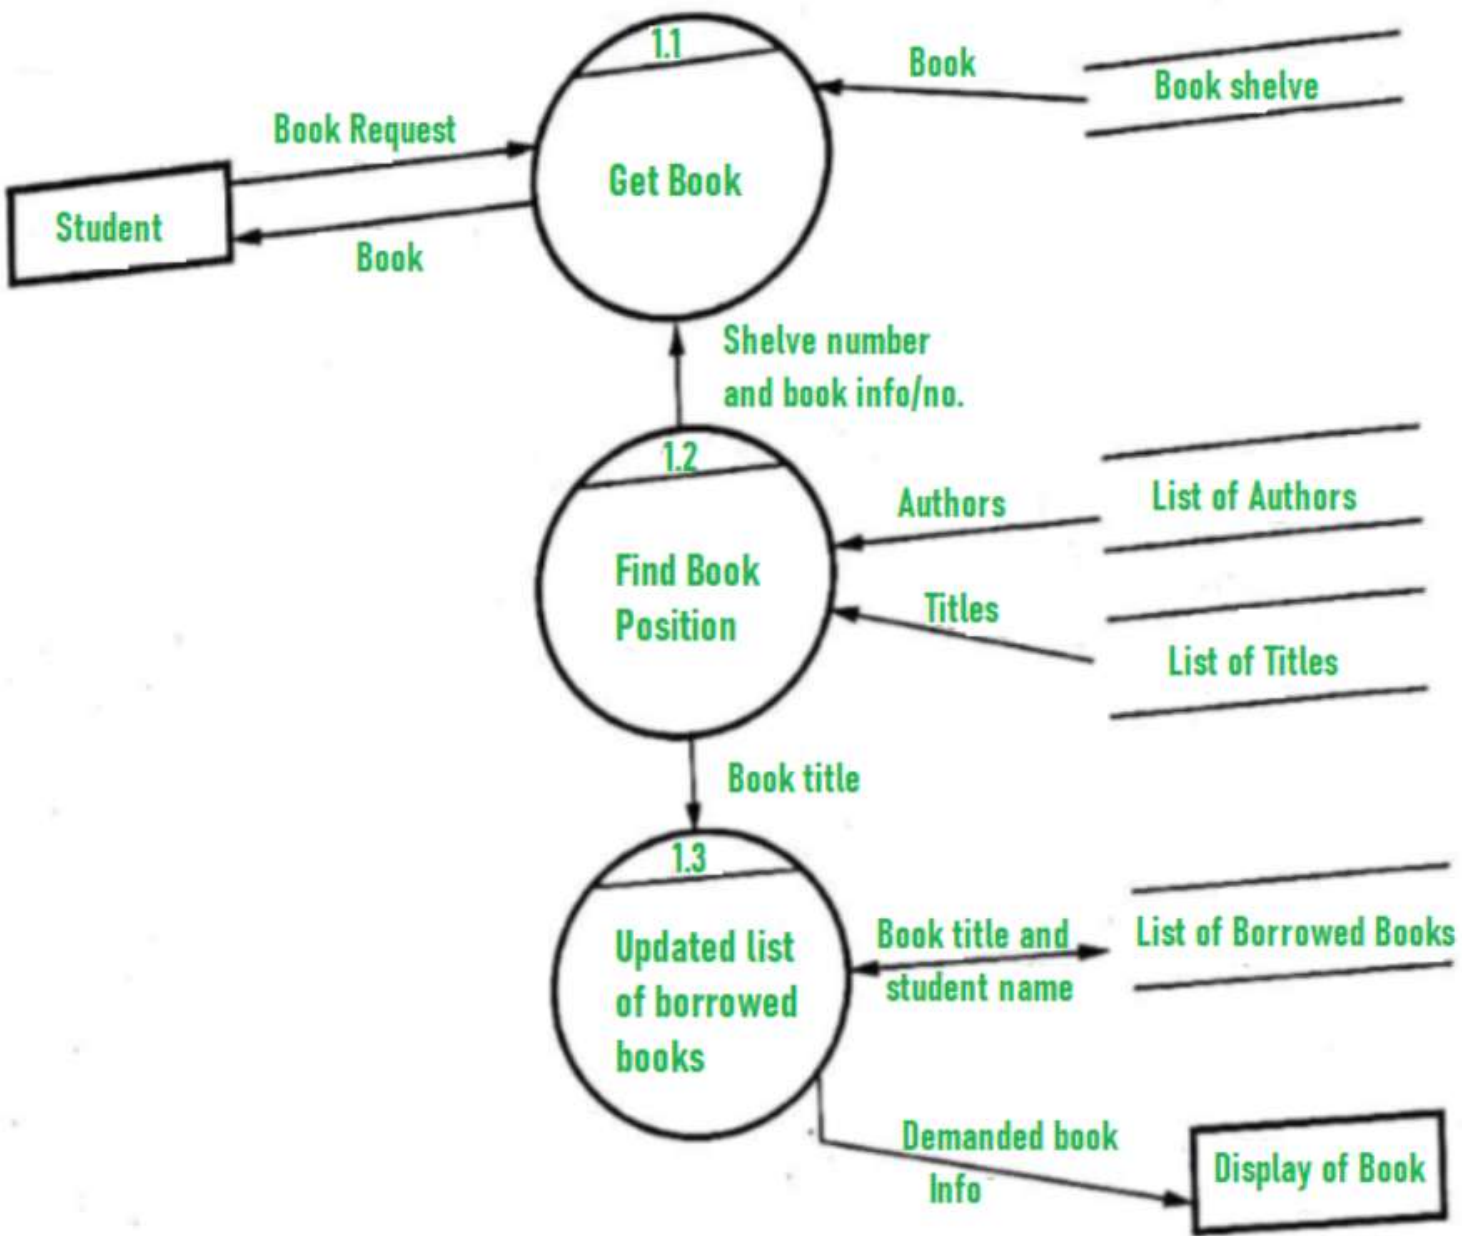 1.1
Book
Book shelve
Book Request
Get Book
Student
Book
Shelve number
and book info/no.
1.2
Authors
List of Authors
Find Book
Position
Titles
List of Titles
Book title
1.3
Updated list
of borrowed
books
Book title and
student name
List of Borrowed Books
Demanded book
Info
Display of Book